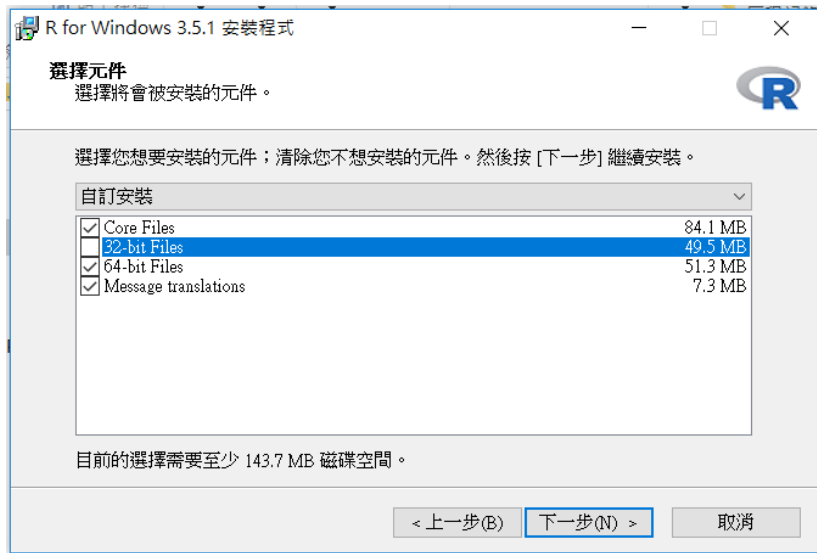 R for Windows 3.5.1 安裝程式
選擇元件
選擇將會被安裝的元件。
R
選擇您想要安裝的元件；清除您不想安裝的元件。然後按 [下一步] 繼續安裝。
自訂安裝
Core Files 84.1 MB
32-bit Files 49.5 MB
64-bit Files 51.3 MB
Message translations 7.3 MB
目前的選擇需要至少 143.7 MB 磁碟空間。
< 上一步(B) 下一步(N) > 取消